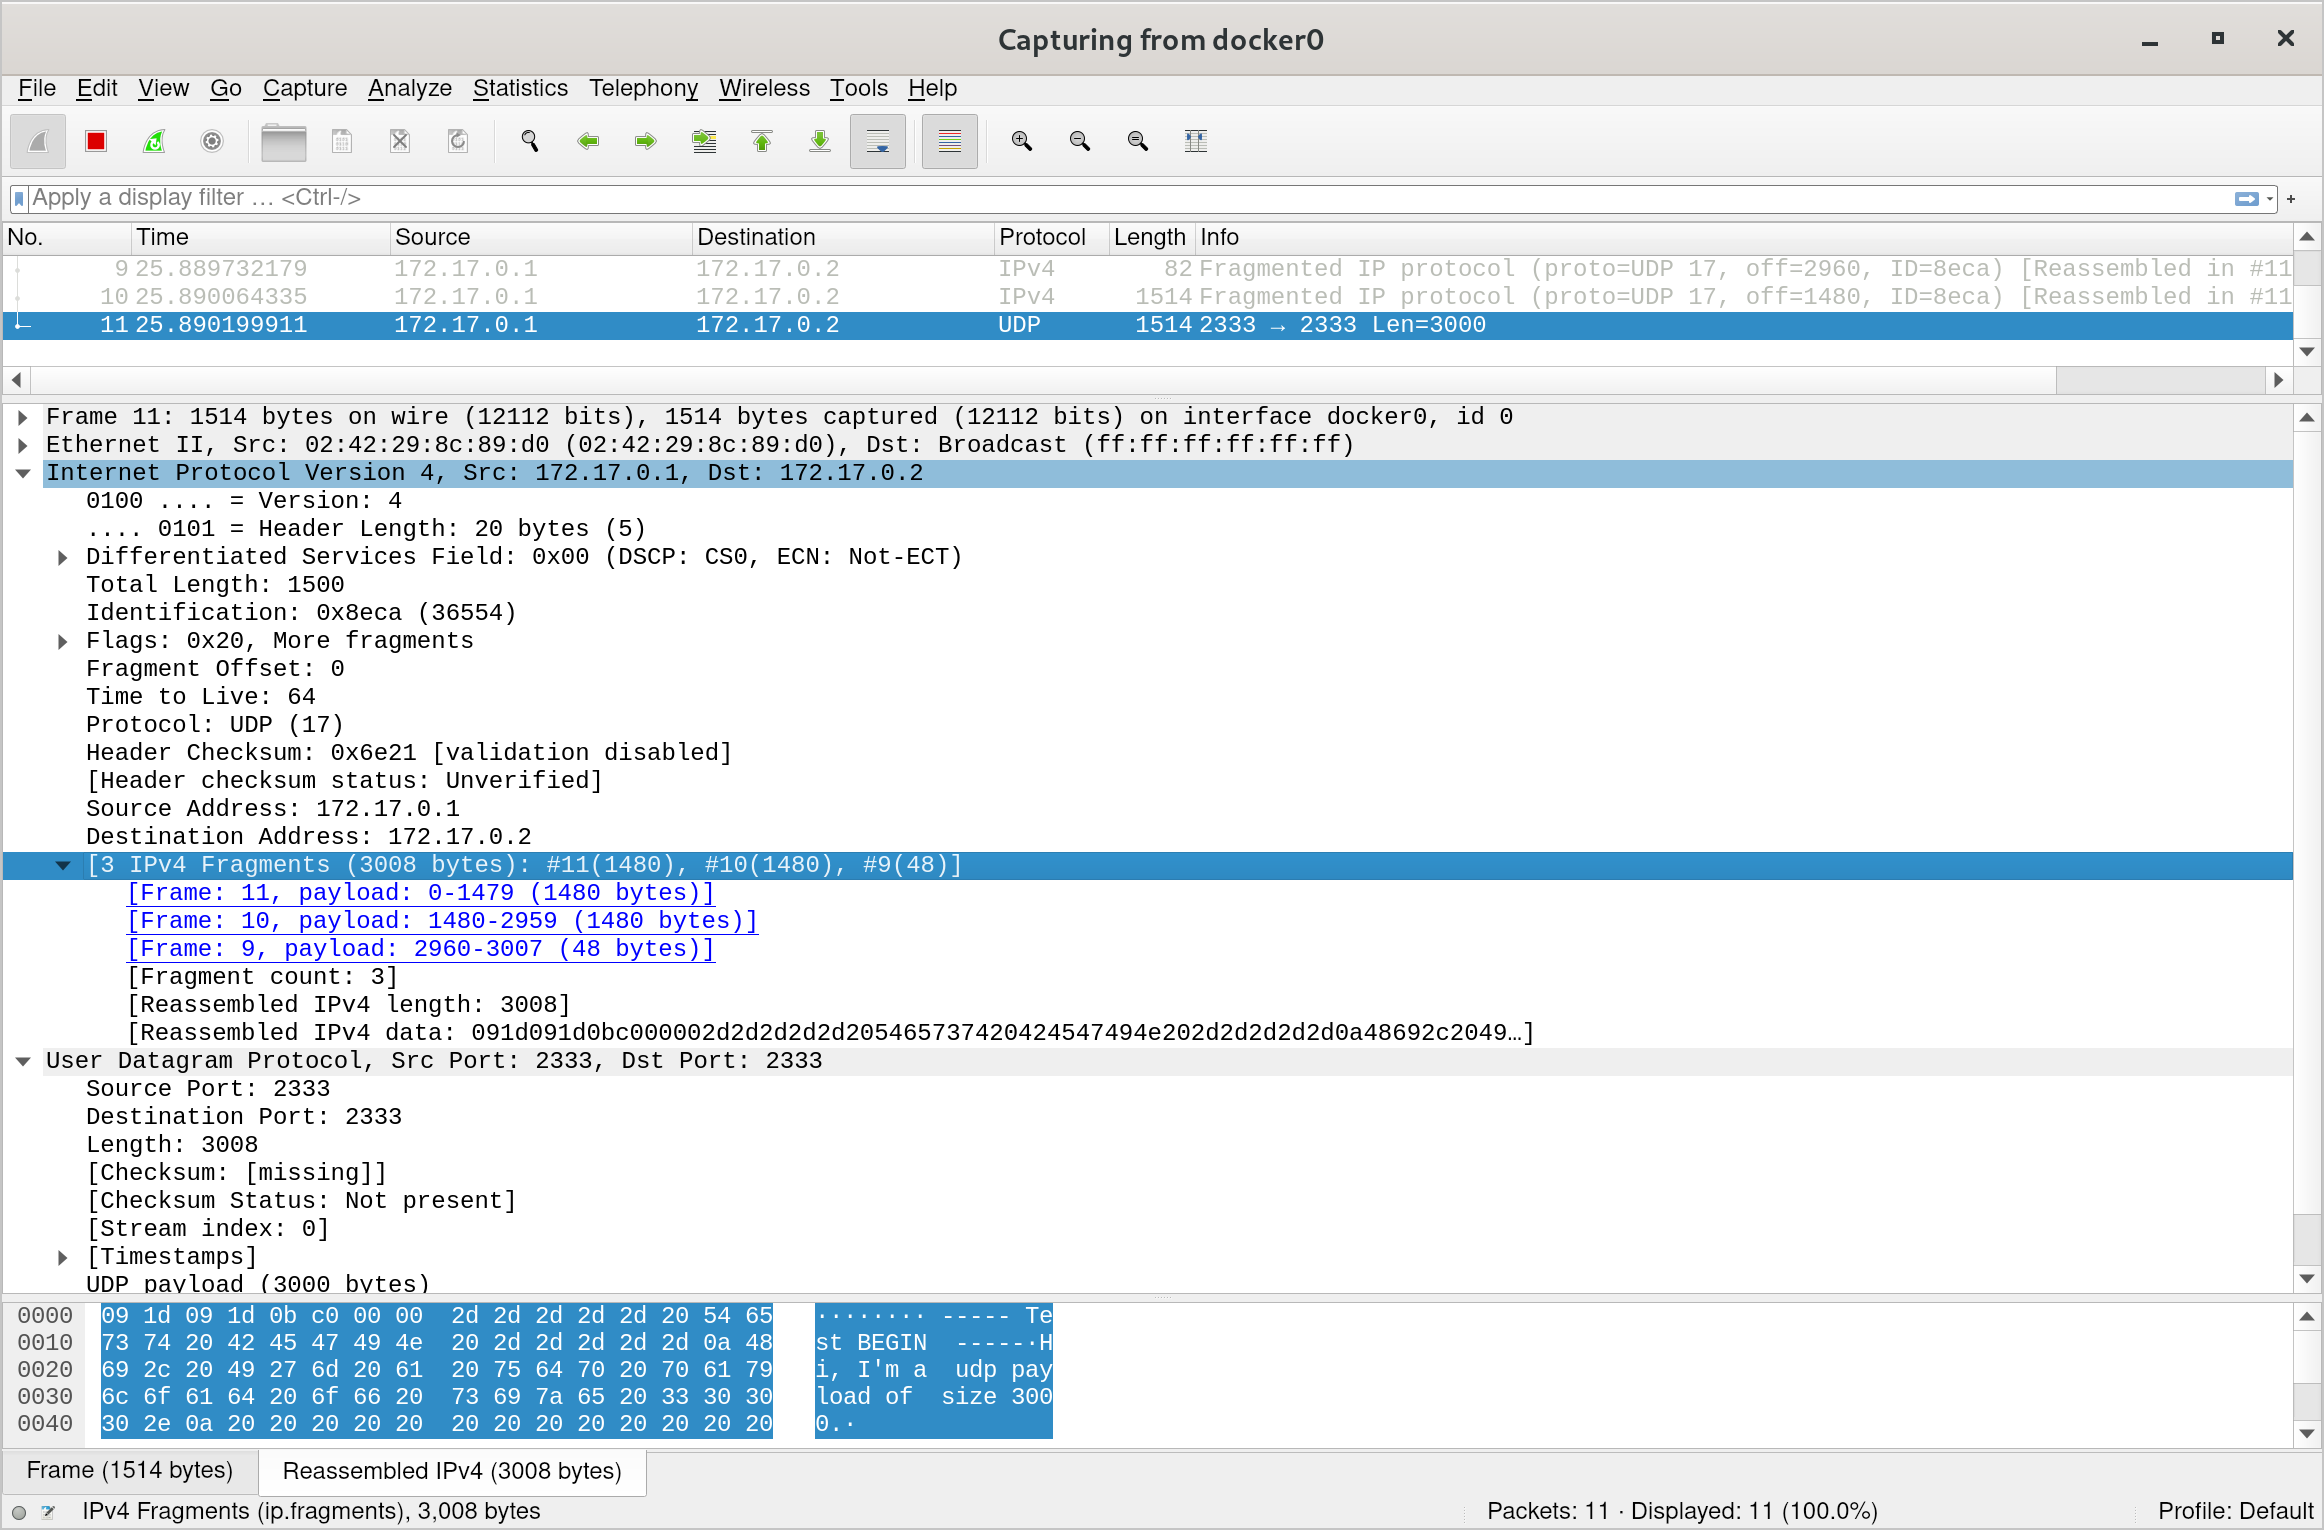 Capturing from docker0
File Edit View Go Capture Analyze Statistics Telephony Wireless Tools Help
Apply a display filter … <Ctrl-/>
No. Time Source Destination Protocol Length Info
9 25.889732179 172.17.0.1 172.17.0.2 IPv4 82 Fragmented IP protocol (proto=UDP 17, off=2960, ID=8eca) [Reassembled in #11
10 25.890064335 172.17.0.1 172.17.0.2 IPv4 1514 Fragmented IP protocol (proto=UDP 17, off=1480, ID=8eca) [Reassembled in #11
11 25.890199911 172.17.0.1 172.17.0.2 UDP 1514 2333 → 2333 Len=3000
Frame 11: 1514 bytes on wire (12112 bits), 1514 bytes captured (12112 bits) on interface docker0, id 0
Ethernet II, Src: 02:42:29:8c:89:d0 (02:42:29:8c:89:d0), Dst: Broadcast (ff:ff:ff:ff:ff:ff)
Internet Protocol Version 4, Src: 172.17.0.1, Dst: 172.17.0.2
0100 .... = Version: 4
.... 0101 = Header Length: 20 bytes (5)
Differentiated Services Field: 0x00 (DSCP: CS0, ECN: Not-ECT)
Total Length: 1500
Identification: 0x8eca (36554)
Flags: 0x20, More fragments
Fragment Offset: 0
Time to Live: 64
Protocol: UDP (17)
Header Checksum: 0x6e21 [validation disabled]
[Header checksum status: Unverified]
Source Address: 172.17.0.1
Destination Address: 172.17.0.2
[3 IPv4 Fragments (3008 bytes): #11(1480), #10(1480), #9(48)]
[Frame: 11, payload: 0-1479 (1480 bytes)]
[Frame: 10, payload: 1480-2959 (1480 bytes)]
[Frame: 9, payload: 2960-3007 (48 bytes)]
[Fragment count: 3]
[Reassembled IPv4 length: 3008]
[Reassembled IPv4 data: 091d091d0bc000002d2d2d2d2d205465737420424547494e202d2d2d2d2d0a48692c2049…]
User Datagram Protocol, Src Port: 2333, Dst Port: 2333
Source Port: 2333
Destination Port: 2333
Length: 3008
[Checksum: [missing]]
[Checksum Status: Not present]
[Stream index: 0]
[Timestamps]
UDP payload (3000 bytes)
0000 09 1d 09 1d 0b c0 00 00 2d 2d 2d 2d 2d 20 54 65 ········ ----- Te
0010 73 74 20 42 45 47 49 4e 20 2d 2d 2d 2d 2d 0a 48 st BEGIN -----·H
0020 69 2c 20 49 27 6d 20 61 20 75 64 70 20 70 61 79 i, I'm a udp pay
0030 6c 6f 61 64 20 6f 66 20 73 69 7a 65 20 33 30 30 load of size 300
0040 30 2e 0a 20 20 20 20 20 20 20 20 20 20 20 20 20 0.·
Frame (1514 bytes) Reassembled IPv4 (3008 bytes)
IPv4 Fragments (ip.fragments), 3,008 bytes Packets: 11 · Displayed: 11 (100.0%) Profile: Default